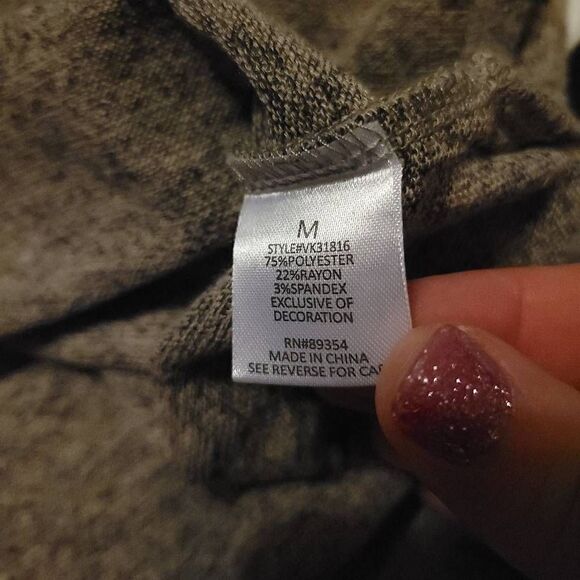 M
STYLE#VK31816
75%POLYESTER
22%RAYON
3%SPANDEX
EXCLUSIVE OF
DECORATION
RN#89354
MADE IN CHINA
SEE REVERSE FOR